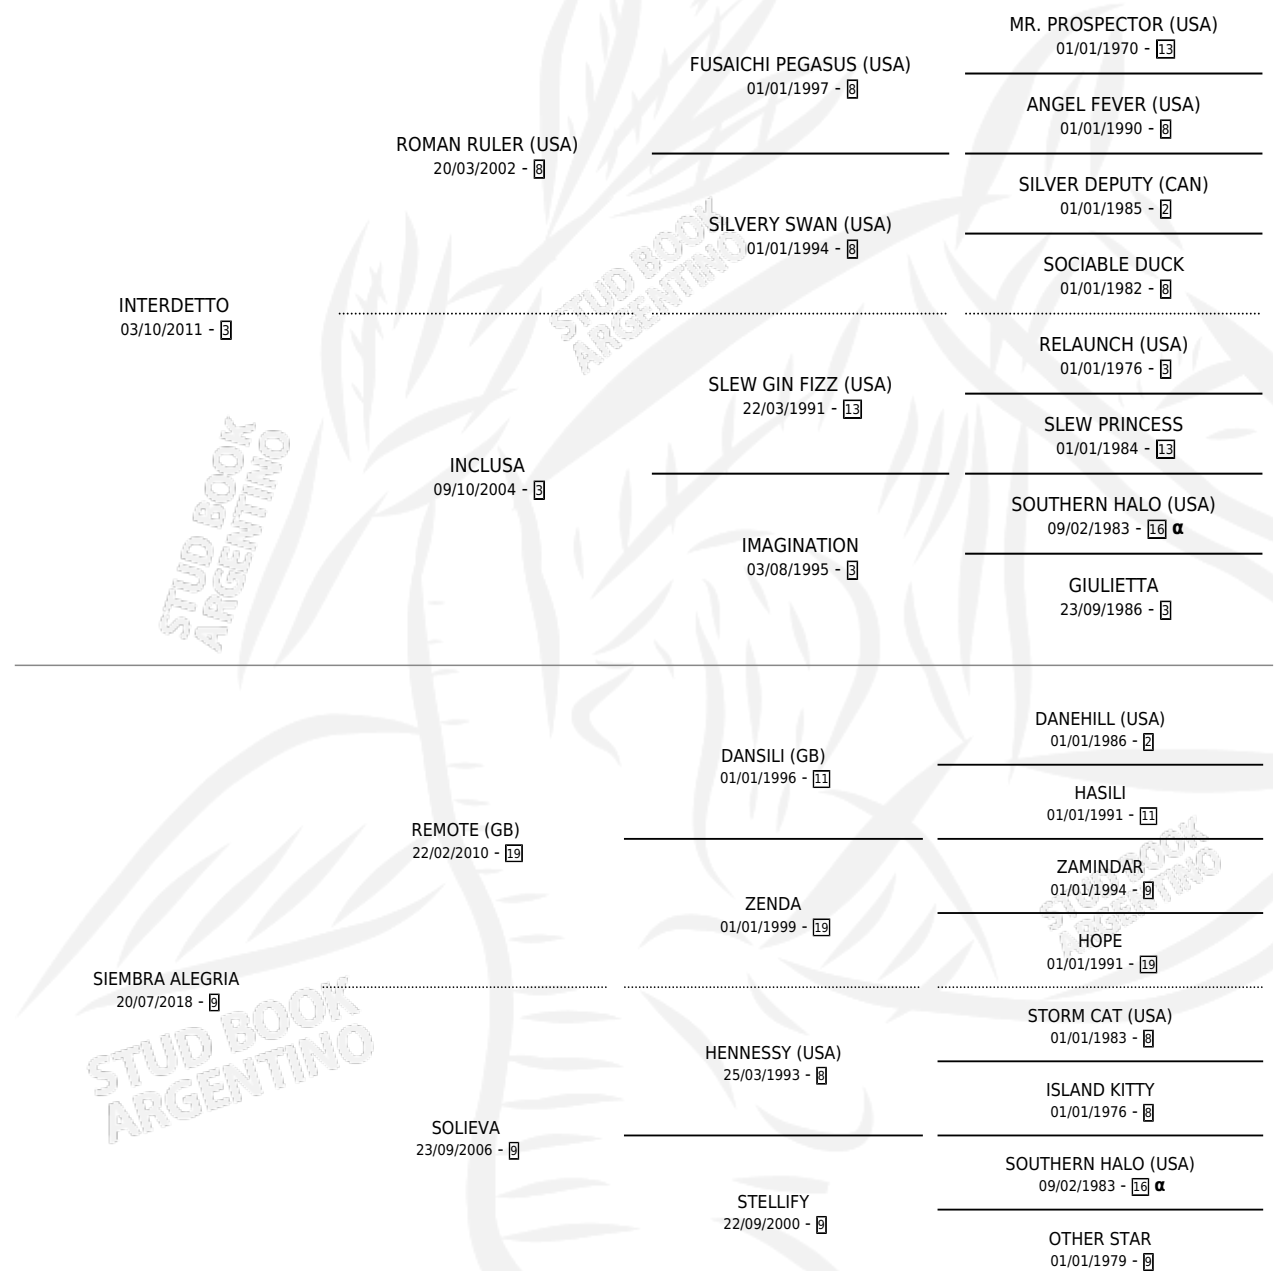 MR. PROSPECTOR (USA)
01/01/1970 - 13
FUSAICHI PEGASUS (USA)
01/01/1997 - 8
ANGEL FEVER (USA)
01/01/1990 - 8
ROMAN RULER (USA)
20/03/2002 - 8
SILVER DEPUTY (CAN)
01/01/1985 - 2
SILVERY SWAN (USA)
01/01/1994 - 8
SOCIABLE DUCK
01/01/1982 - 8
INTERDETTO
03/10/2011 - 3
RELAUNCH (USA)
01/01/1976 - 3
SLEW GIN FIZZ (USA)
22/03/1991 - 13
SLEW PRINCESS
01/01/1984 - 13
INCLUSA
09/10/2004 - 3
SOUTHERN HALO (USA)
09/02/1983 - 16 α
IMAGINATION
03/08/1995 - 3
GIULIETTA
23/09/1986 - 3
STUD BOOK
ARGENTINO
STUD BOOK
ARGENTINO
DANEHILL (USA)
01/01/1986 - 2
DANSILI (GB)
01/01/1996 - 11
HASILI
01/01/1991 - 11
REMOTE (GB)
22/02/2010 - 19
ZAMINDAR
01/01/1994 - 9
ZENDA
01/01/1999 - 19
HOPE
01/01/1991 - 19
SIEMBRA ALEGRIA
20/07/2018 - 9
STORM CAT (USA)
01/01/1983 - 8
HENNESSY (USA)
25/03/1993 - 8
ISLAND KITTY
01/01/1976 - 8
SOLIEVA
23/09/2006 - 9
SOUTHERN HALO (USA)
09/02/1983 - 16 α
STELLIFY
22/09/2000 - 9
OTHER STAR
01/01/1979 - 9
STUD BOOK
ARGENTINO
STUD BOOK
ARGENTINO